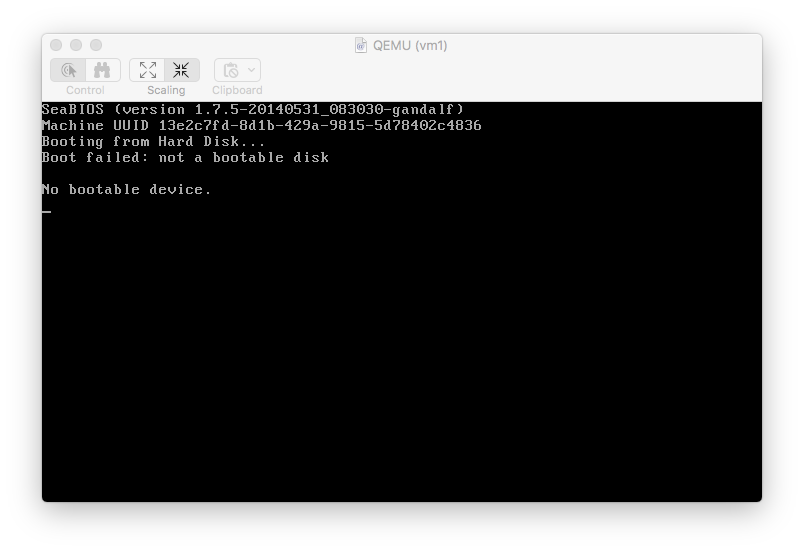 QEMU (vm1)
Control
Scaling
Clipboard
SeaBIOS (version 1.7.5-20140531_083030-gandalf)
Machine UUID 13e2c7fd-8d1b-429a-9815-5d78402c4836
Booting from Hard Disk...
Boot failed: not a bootable disk
No bootable device.